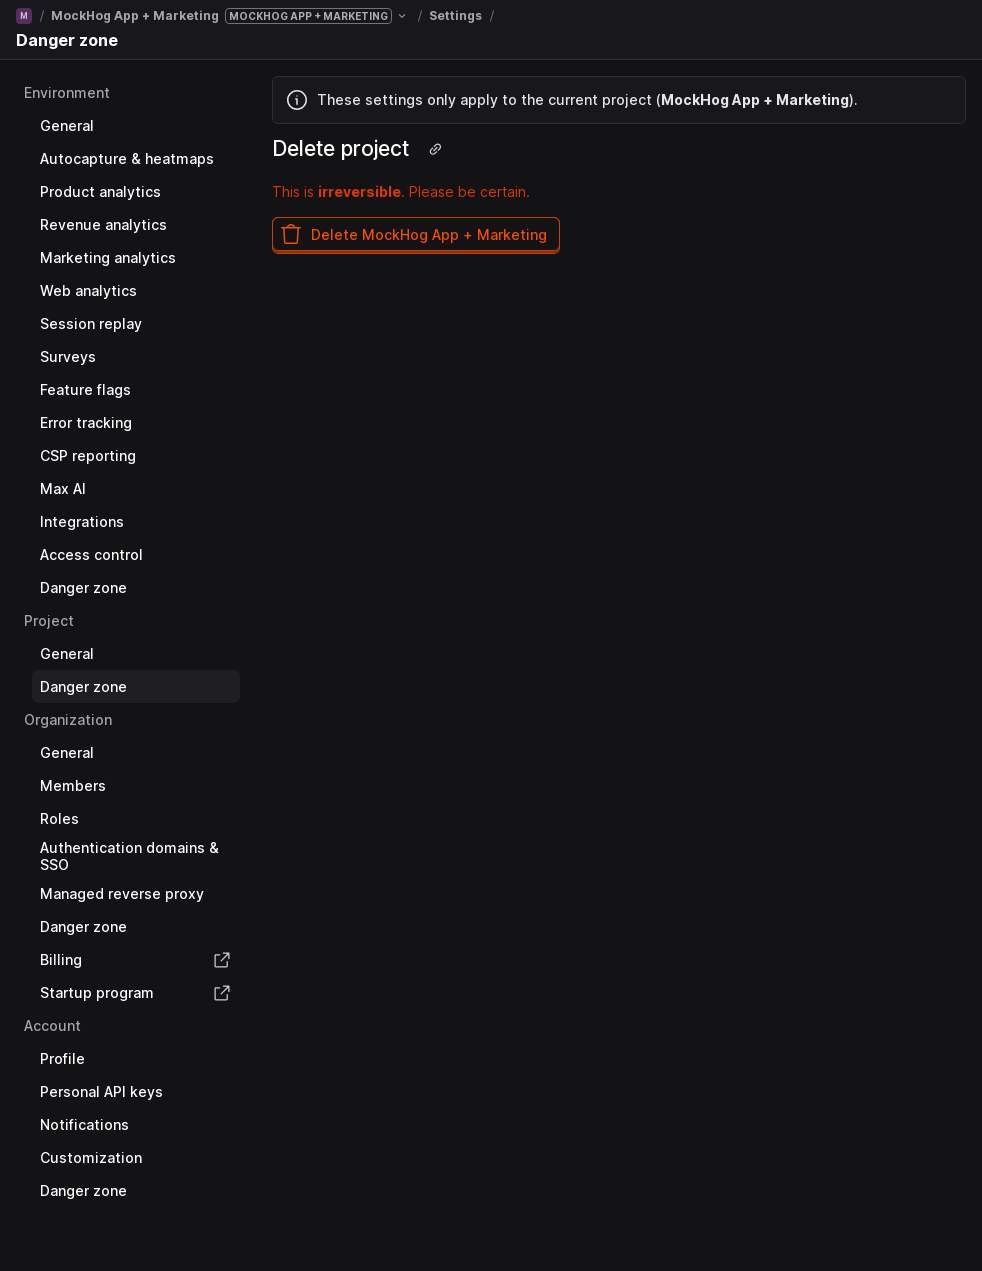 M / MockHog App + Marketing MOCKHOG APP + MARKETING / Settings /
Danger zone
Environment
General
Autocapture & heatmaps
Product analytics
Revenue analytics
Marketing analytics
Web analytics
Session replay
Surveys
Feature flags
Error tracking
CSP reporting
Max AI
Integrations
Access control
Danger zone
Project
General
Danger zone
Organization
General
Members
Roles
Authentication domains &
SSO
Managed reverse proxy
Danger zone
Billing
Startup program
Account
Profile
Personal API keys
Notifications
Customization
Danger zone
These settings only apply to the current project (MockHog App + Marketing).
Delete project
This is irreversible. Please be certain.
Delete MockHog App + Marketing